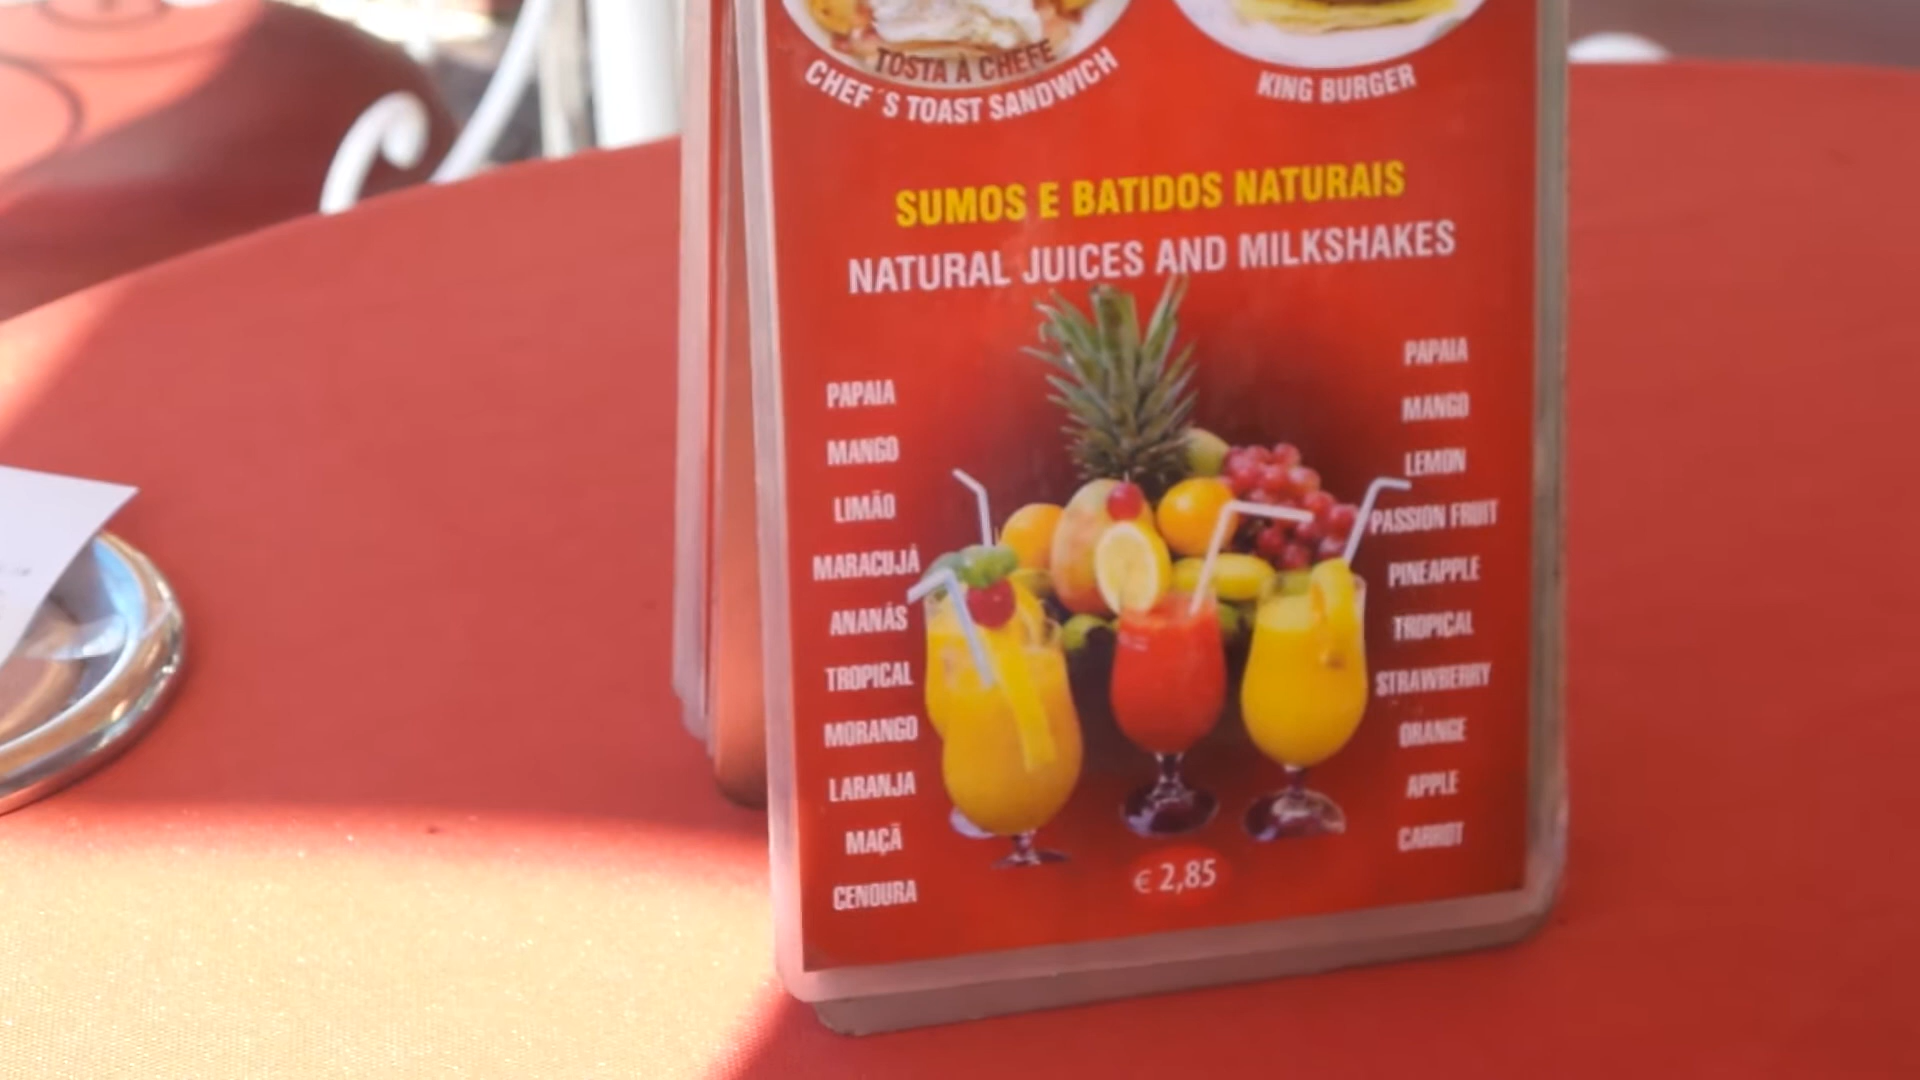 TOSTA À CHEFE
CHEF´S TOAST SANDWICH
KING BURGER
SUMOS E BATIDOS NATURAIS
NATURAL JUICES AND MILKSHAKES
PAPAIA
MANGO
LIMÃO
MARACUJÁ
ANANÁS
TROPICAL
MORANGO
LARANJA
MAÇÃ
CENOURA
PAPAIA
MANGO
LEMON
PASSION FRUIT
PINEAPPLE
TROPICAL
STRAWBERRY
ORANGE
APPLE
CARROT
€ 2,85